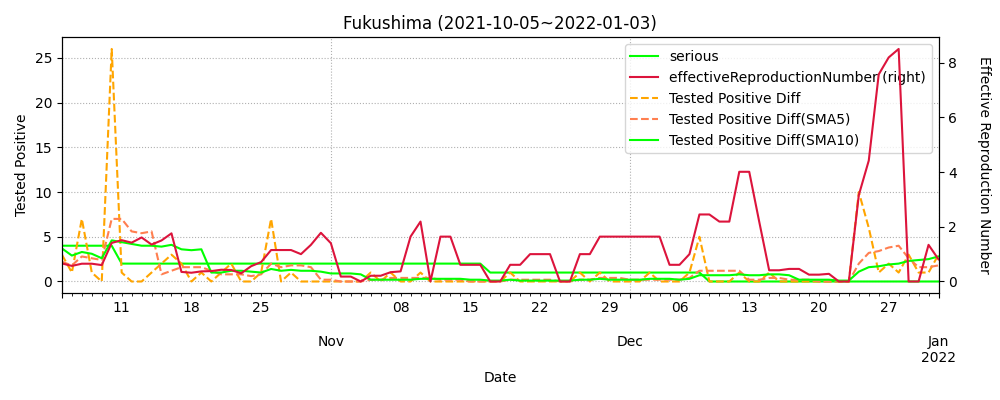 Fukushima (2021-10-05~2022-01-03)
Tested Positive
25
20
15
10
5
0
serious
effectiveReproductionNumber (right)
Tested Positive Diff
Tested Positive Diff(SMA5)
Tested Positive Diff(SMA10)
8
6
4
2
0
Effective Reproduction Number
11 18 25 08 15 22 29 06 13 20 27
Nov Dec Jan
2022
Date